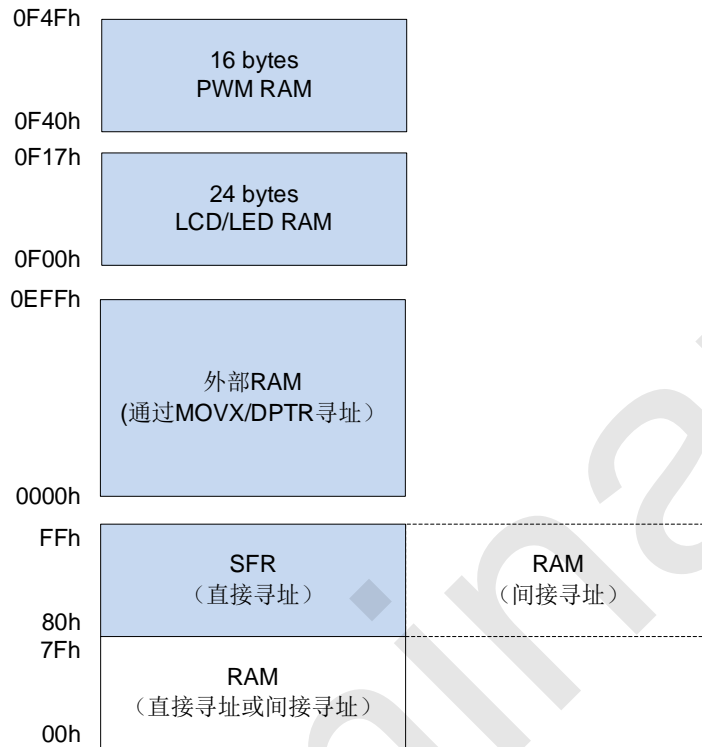 0F4Fh
16 bytes
PWM RAM
0F40h
0F17h
24 bytes
LCD/LED RAM
0F00h
0EFFh
外部RAM
(通过MOVX/DPTR寻址）
0000h
FFh
SFR
（直接寻址）
RAM
（间接寻址）
80h
7Fh
RAM
（直接寻址或间接寻址）
00h